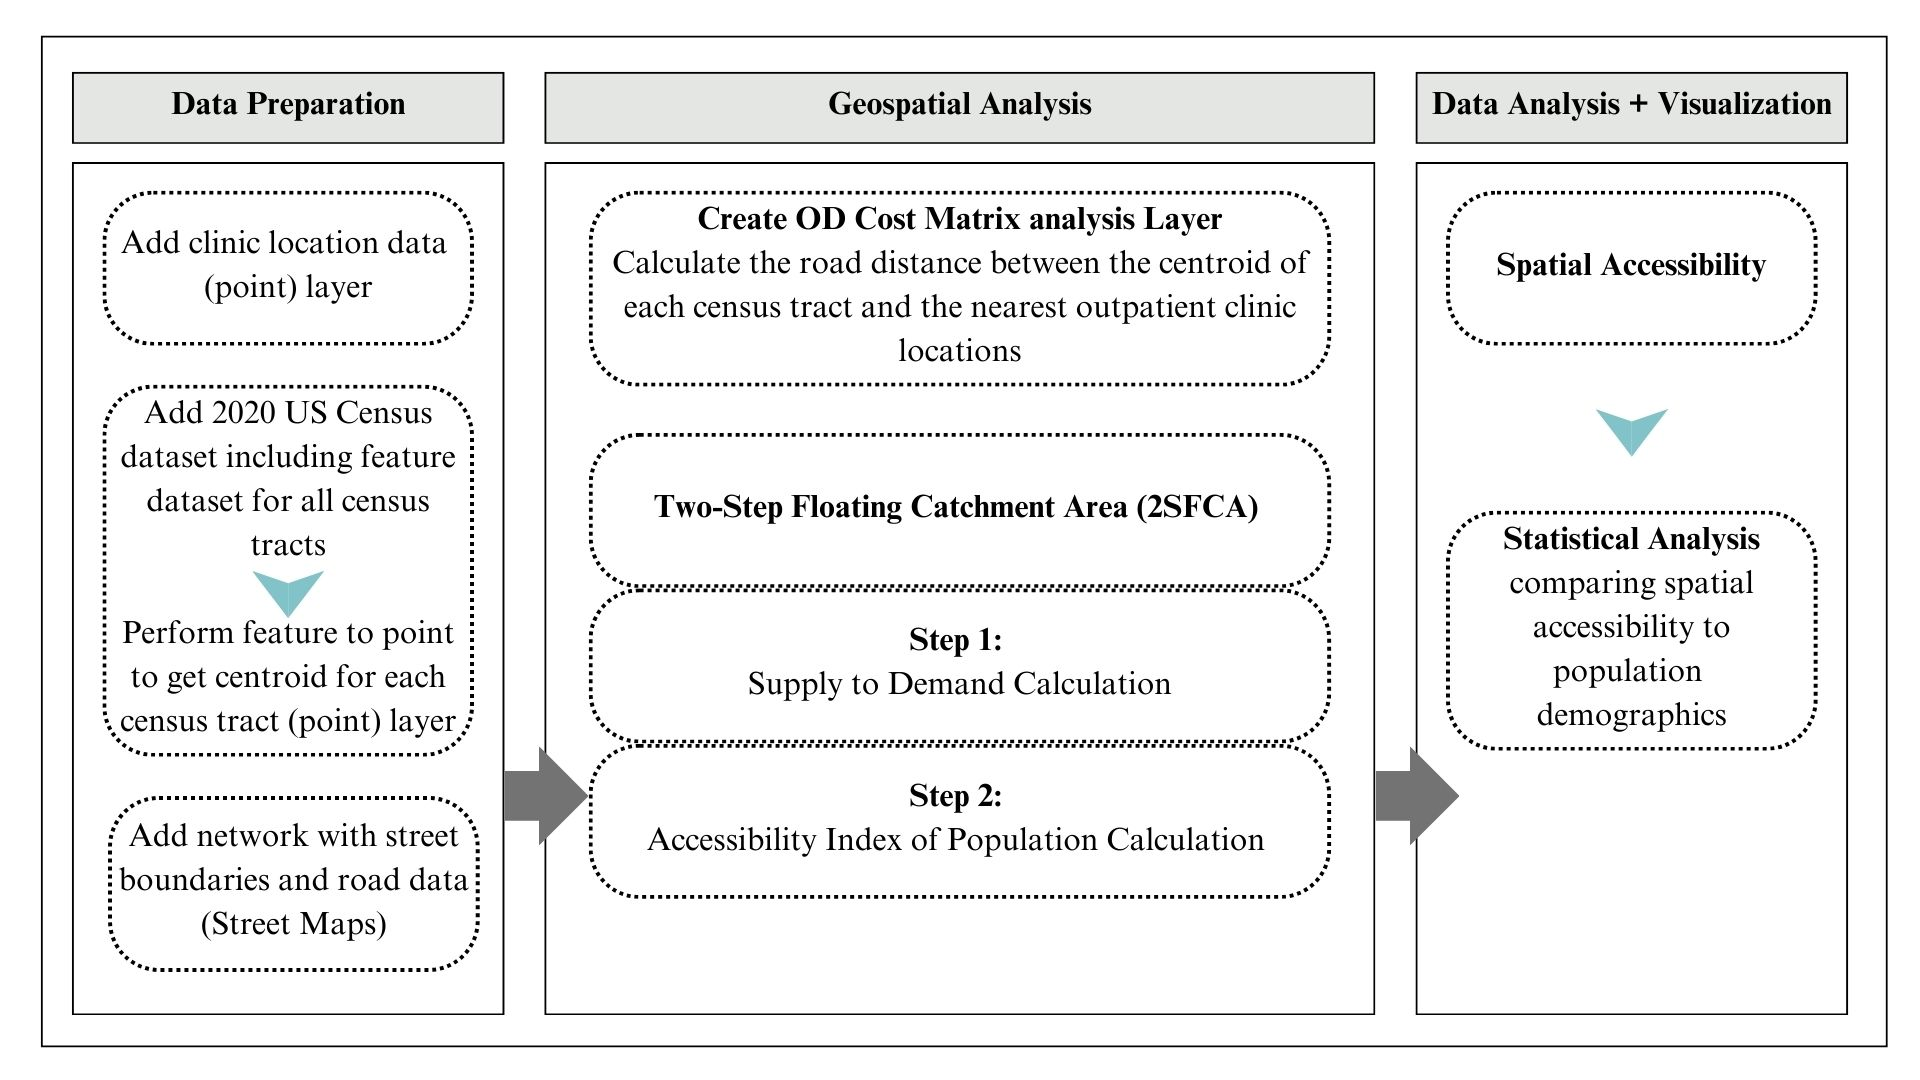 Data Preparation
Add clinic location data
(point) layer
Add 2020 US Census
dataset including feature
dataset for all census
tracts
Perform feature to point
to get centroid for each
census tract (point) layer
Add network with street
boundaries and road data
(Street Maps)
Geospatial Analysis
Create OD Cost Matrix analysis Layer
Calculate the road distance between the centroid of
each census tract and the nearest outpatient clinic
locations
Two-Step Floating Catchment Area (2SFCA)
Step 1:
Supply to Demand Calculation
Step 2:
Accessibility Index of Population Calculation
Data Analysis + Visualization
Spatial Accessibility
Statistical Analysis
comparing spatial
accessibility to
population
demographics